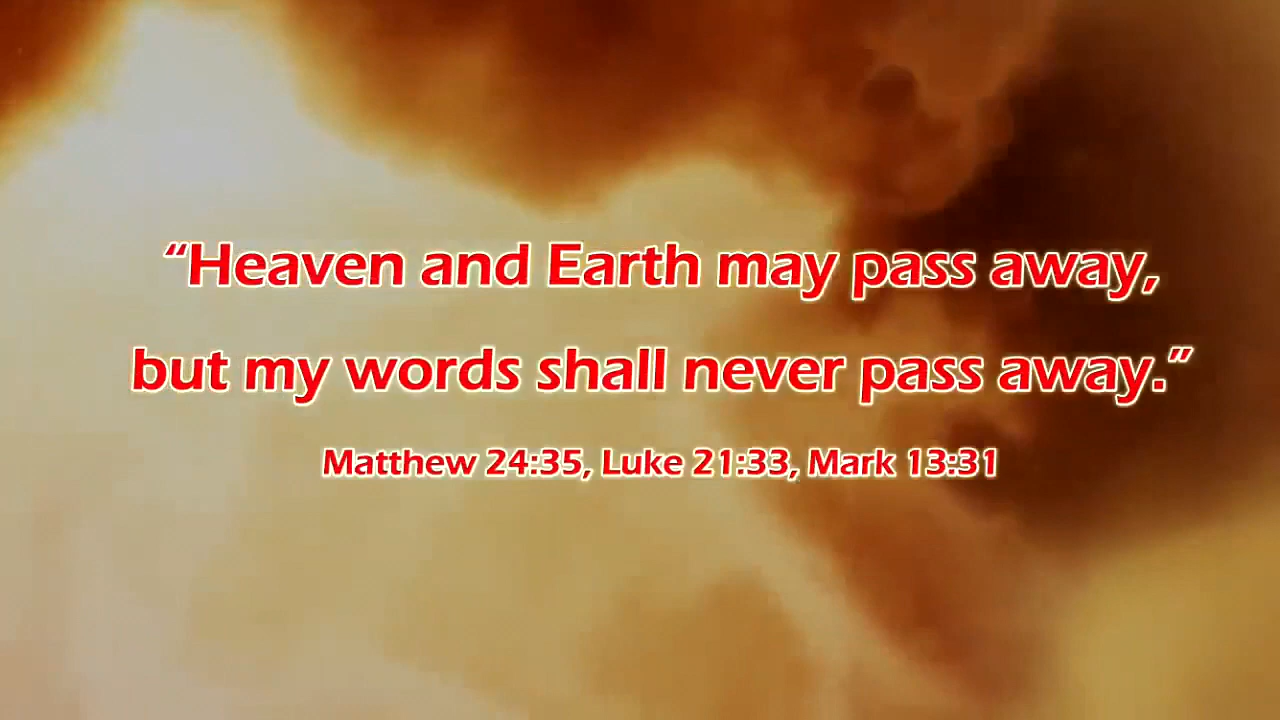 “Heaven and Earth may pass away,
but my words shall never pass away.”
Matthew 24:35, Luke 21:33, Mark 13:31